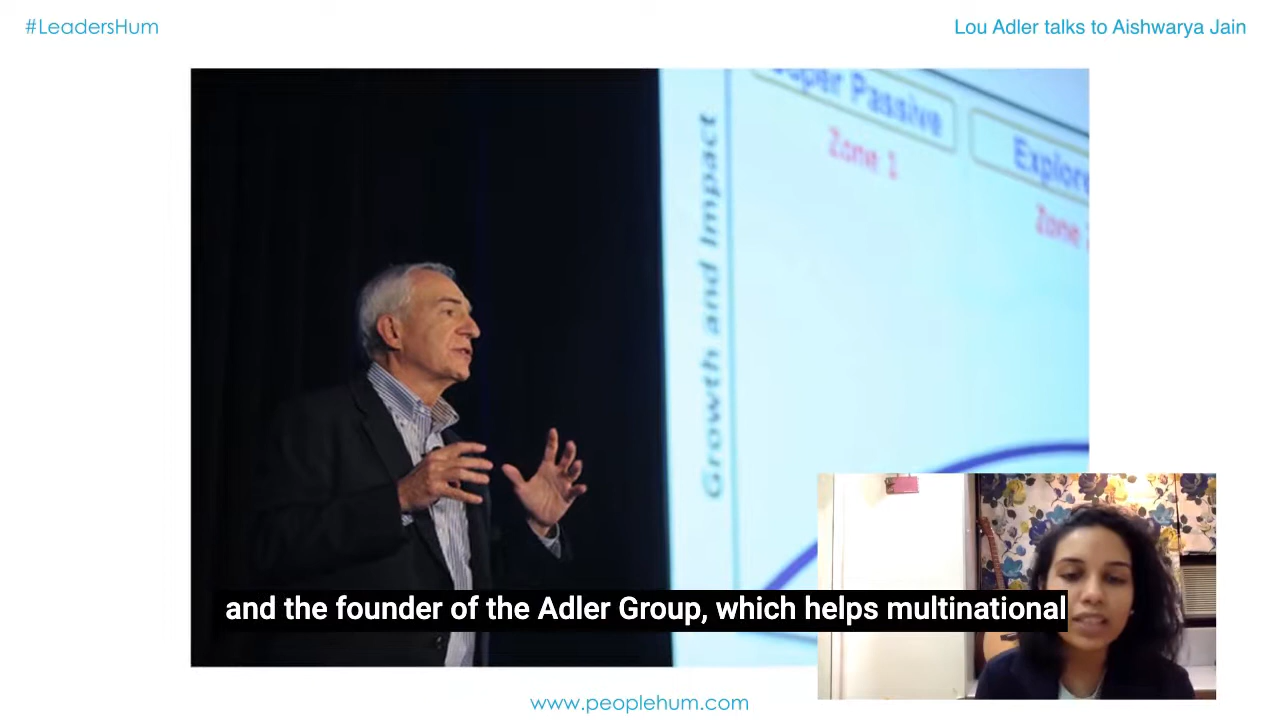 #LeadersHum
Lou Adler talks to Aishwarya Jain
Super Passive
Zone 1
Zone
Growth and Impact
and the founder of the Adler Group, which helps multinational
www.peoplehum.com